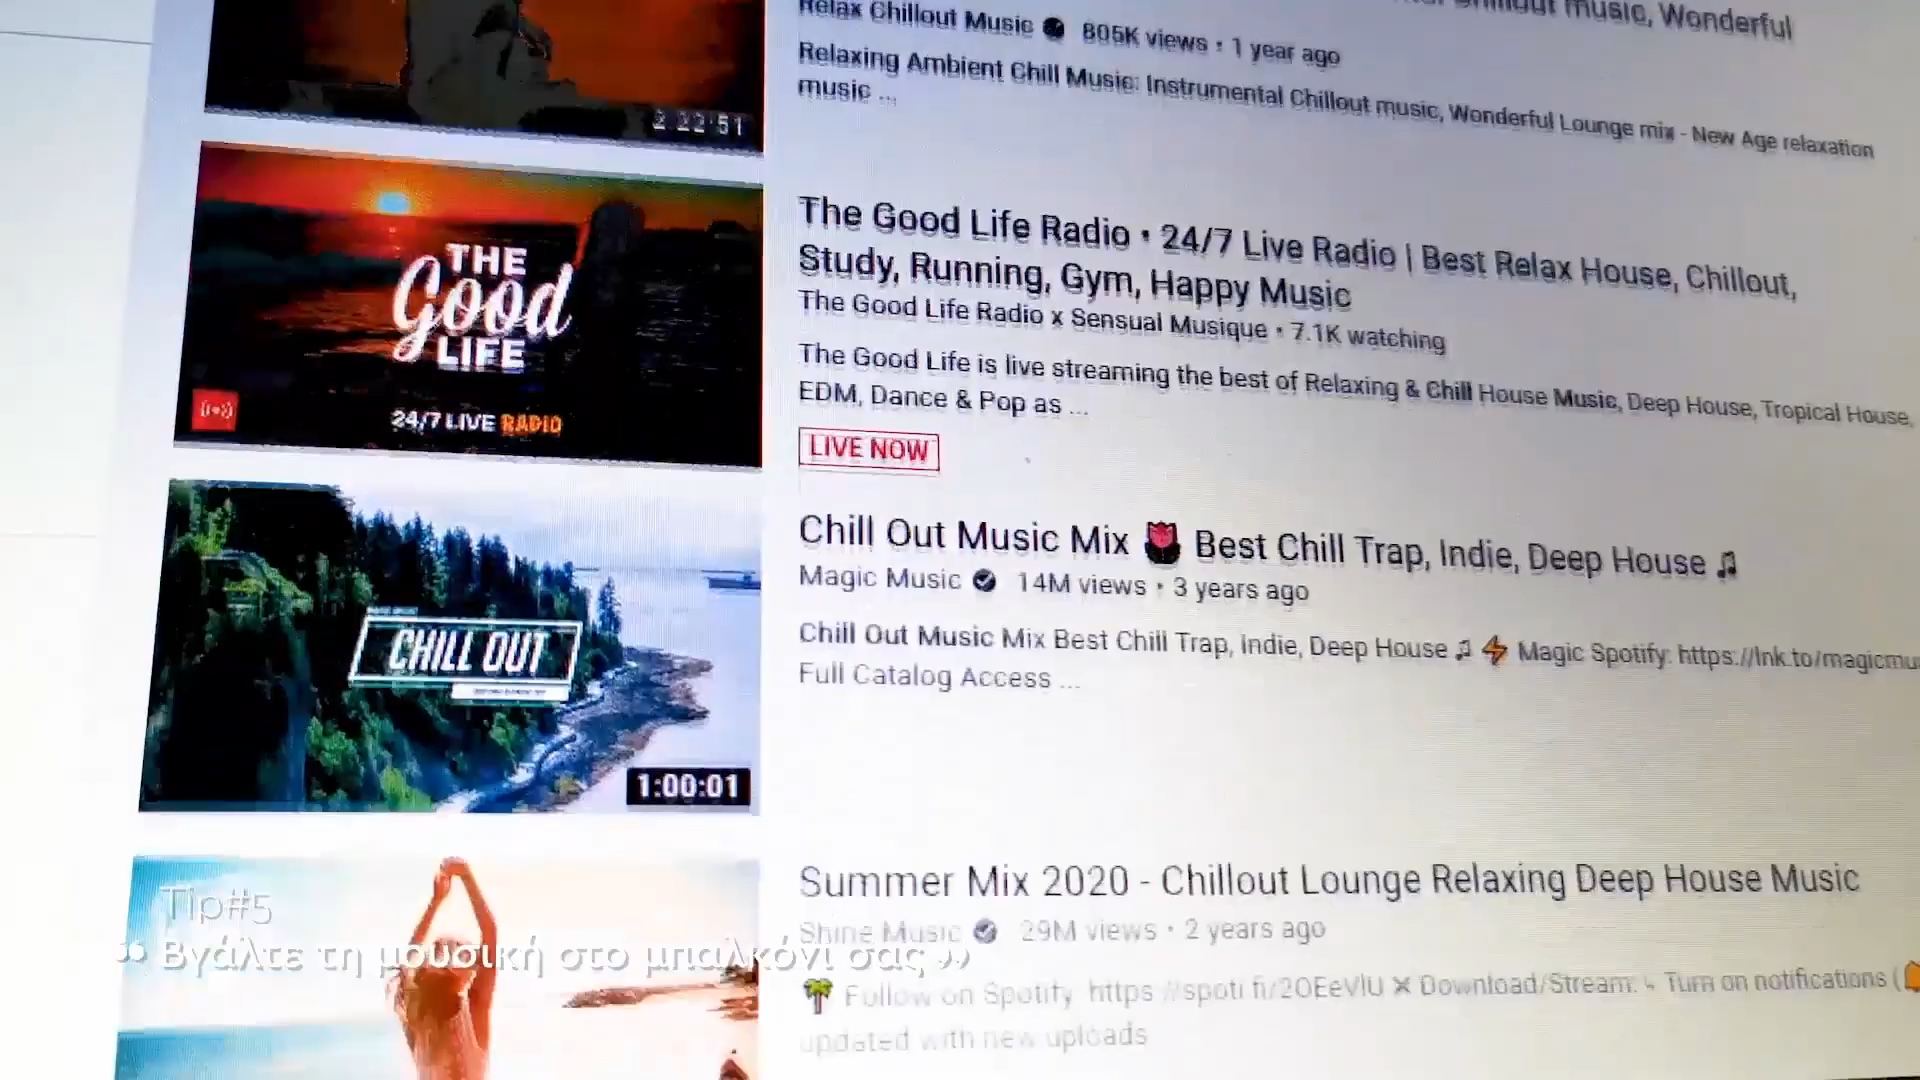 Chillout music, Wonderful
Relax Chillout Music 805K views • 1 year ago
Relaxing Ambient Chill Music: Instrumental Chillout music, Wonderful Lounge mix - New Age relaxation
music ...
2:22:51
THE
Good
LIFE
24/7 LIVE RADIO
The Good Life Radio • 24/7 Live Radio | Best Relax House, Chillout,
Study, Running, Gym, Happy Music
The Good Life Radio x Sensual Musique • 7.1K watching
The Good Life is live streaming the best of Relaxing & Chill House Music, Deep House, Tropical House,
EDM, Dance & Pop as ...
LIVE NOW
CHILL OUT
1:00:01
Chill Out Music Mix 🌷 Best Chill Trap, Indie, Deep House ♫
Magic Music 14M views • 3 years ago
Chill Out Music Mix Best Chill Trap, Indie, Deep House ♫ ⚡ Magic Spotify: https://lnk.to/magicmu
Full Catalog Access ...
Summer Mix 2020 - Chillout Lounge Relaxing Deep House Music
Shine Music 29M views • 2 years ago
🌴 Follow on Spotify https://spoti.fi/2OEeVlU ✕ Download/Stream: ↳ Turn on notifications (🔔
updated with new uploads
Tip#5
“ Βγάλτε τη μουσική στο μπαλκόνι σας ”